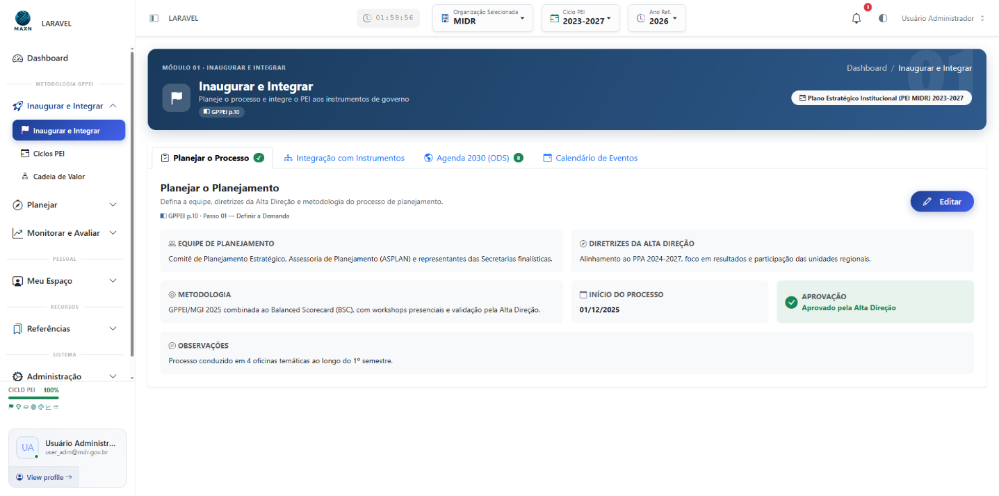 MAXN
LARAVEL
Dashboard
METODOLOGIA GPPEI
Inaugurar e Integrar
Inaugurar e Integrar
Ciclos PEI
Cadeia de Valor
Planejar
Monitorar e Avaliar
PESSOAL
Meu Espaço
RECURSOS
Referências
SISTEMA
Administração
CICLO PEI 100%
UA
Usuário Administr...
user_adm@mdr.gov.br
View profile
LARAVEL
01:59:56
Organização Selecionada
MIDR
Ciclo PEI
2023-2027
Ano Ref.
2026
1
Usuário Administrador
MÓDULO 01 · INAUGURAR E INTEGRAR
Inaugurar e Integrar
Planeje o processo e integre o PEI aos instrumentos de governo
GPPEI p.10
01
Dashboard / Inaugurar e Integrar
Plano Estratégico Institucional (PEI MIDR) 2023-2027
Planejar o Processo
Integração com Instrumentos
Agenda 2030 (ODS) 8
Calendário de Eventos
Planejar o Planejamento
Defina a equipe, diretrizes da Alta Direção e metodologia do processo de planejamento.
GPPEI p.10 · Passo 01 — Definir a Demanda
Editar
EQUIPE DE PLANEJAMENTO
Comitê de Planejamento Estratégico, Assessoria de Planejamento (ASPLAN) e representantes das Secretarias finalísticas.
DIRETRIZES DA ALTA DIREÇÃO
Alinhamento ao PPA 2024-2027, foco em resultados e participação das unidades regionais.
METODOLOGIA
GPPEI/MGI 2025 combinada ao Balanced Scorecard (BSC), com workshops presenciais e validação pela Alta Direção.
INÍCIO DO PROCESSO
01/12/2025
APROVAÇÃO
Aprovado pela Alta Direção
OBSERVAÇÕES
Processo conduzido em 4 oficinas temáticas ao longo do 1º semestre.